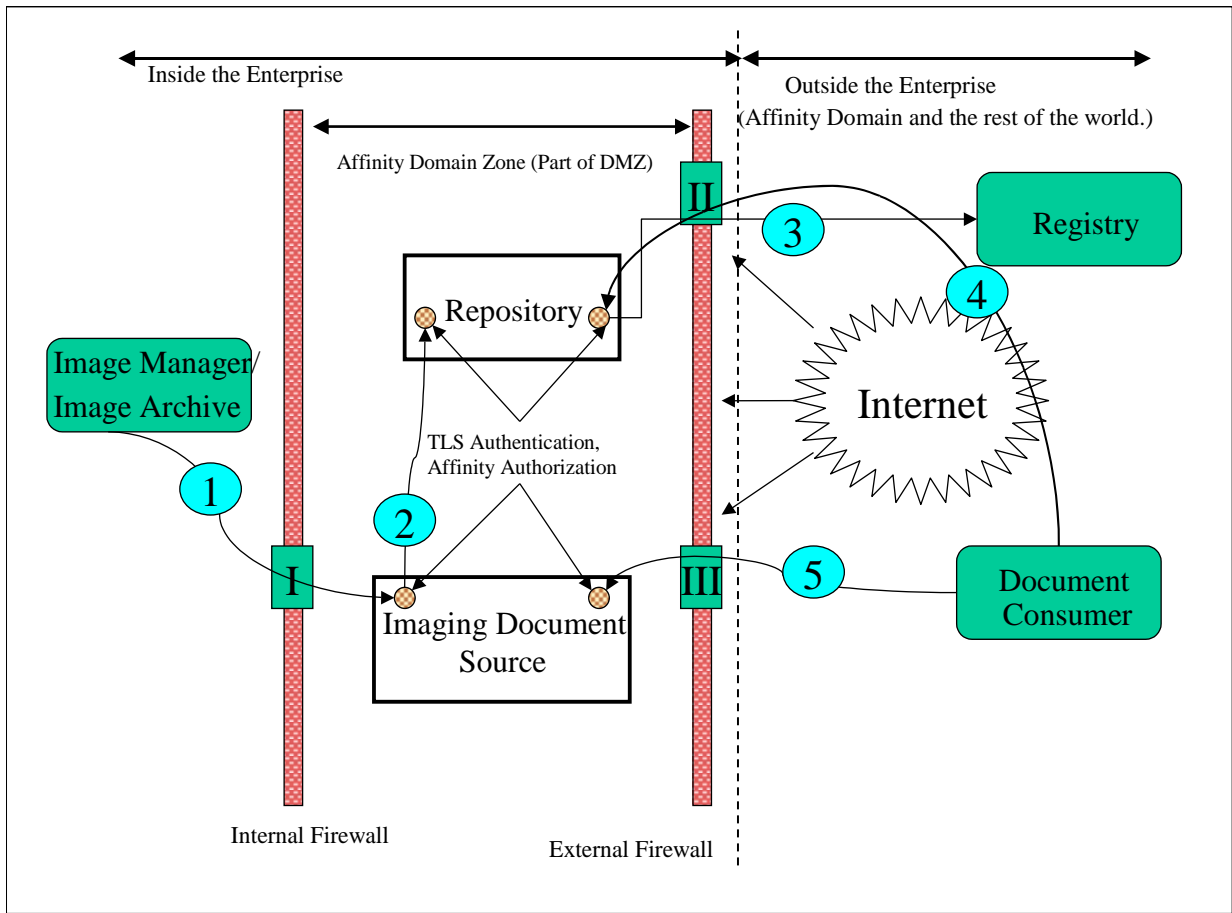 Inside the Enterprise
Outside the Enterprise
(Affinity Domain and the rest of the world.)
Affinity Domain Zone (Part of DMZ)
II
3
Registry
Repository
4
Image Manager/
Image Archive
Internet
TLS Authentication,
Affinity Authorization
1
2
I
III
5
Document
Consumer
Imaging Document
Source
Internal Firewall
External Firewall